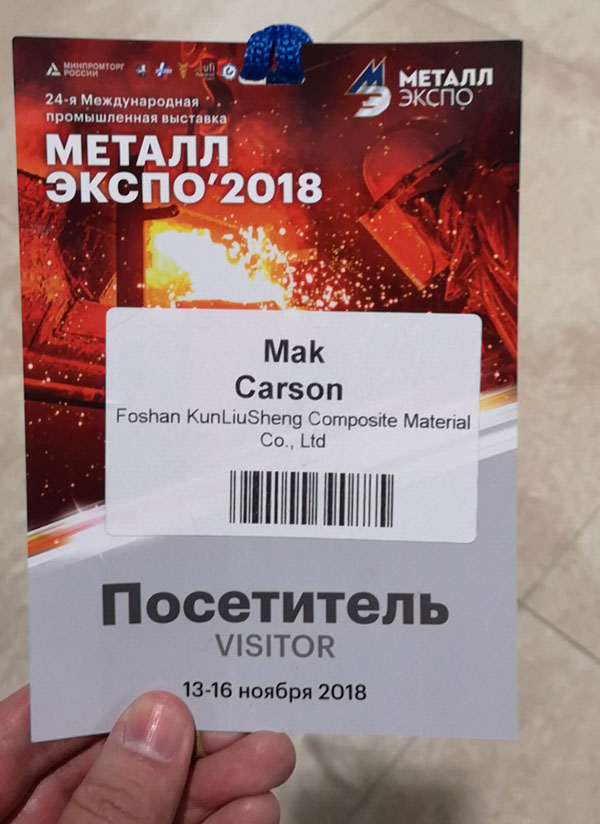 МИНПРОМТОРГ
РОССИИ
ufi
МЕТАЛЛ
ЭКСПО
24-я Международная
промышленная выставка
МЕТАЛЛ
ЭКСПО’2018
Mak
Carson
Foshan KunLiuSheng Composite Material
Co., Ltd
Посетитель
VISITOR
13-16 ноября 2018